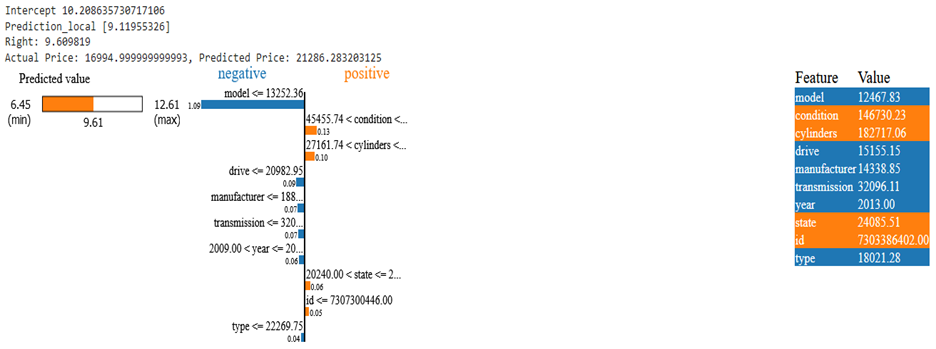 Intercept 10.208635730717106
Prediction_local [9.11955326]
Right: 9.609819
Actual Price: 16994.999999999993, Predicted Price: 21286.283203125
Predicted value
6.45
(min)
12.61
(max)
9.61
negative positive
model <= 13252.36
1.09
45455.74 < condition <...
0.13
27161.74 < cylinders <...
0.10
drive <= 20982.95
0.09
manufacturer <= 188...
0.07
transmission <= 320...
0.07
2009.00 < year <= 20...
0.06
20240.00 < state <= 2...
0.06
id <= 7307300446.00
0.05
type <= 22269.75
0.04
Feature Value
model 12467.83
condition 146730.23
cylinders 182717.06
drive 15155.15
manufacturer 14338.85
transmission 32096.11
year 2013.00
state 24085.51
id 7303386402.00
type 18021.28